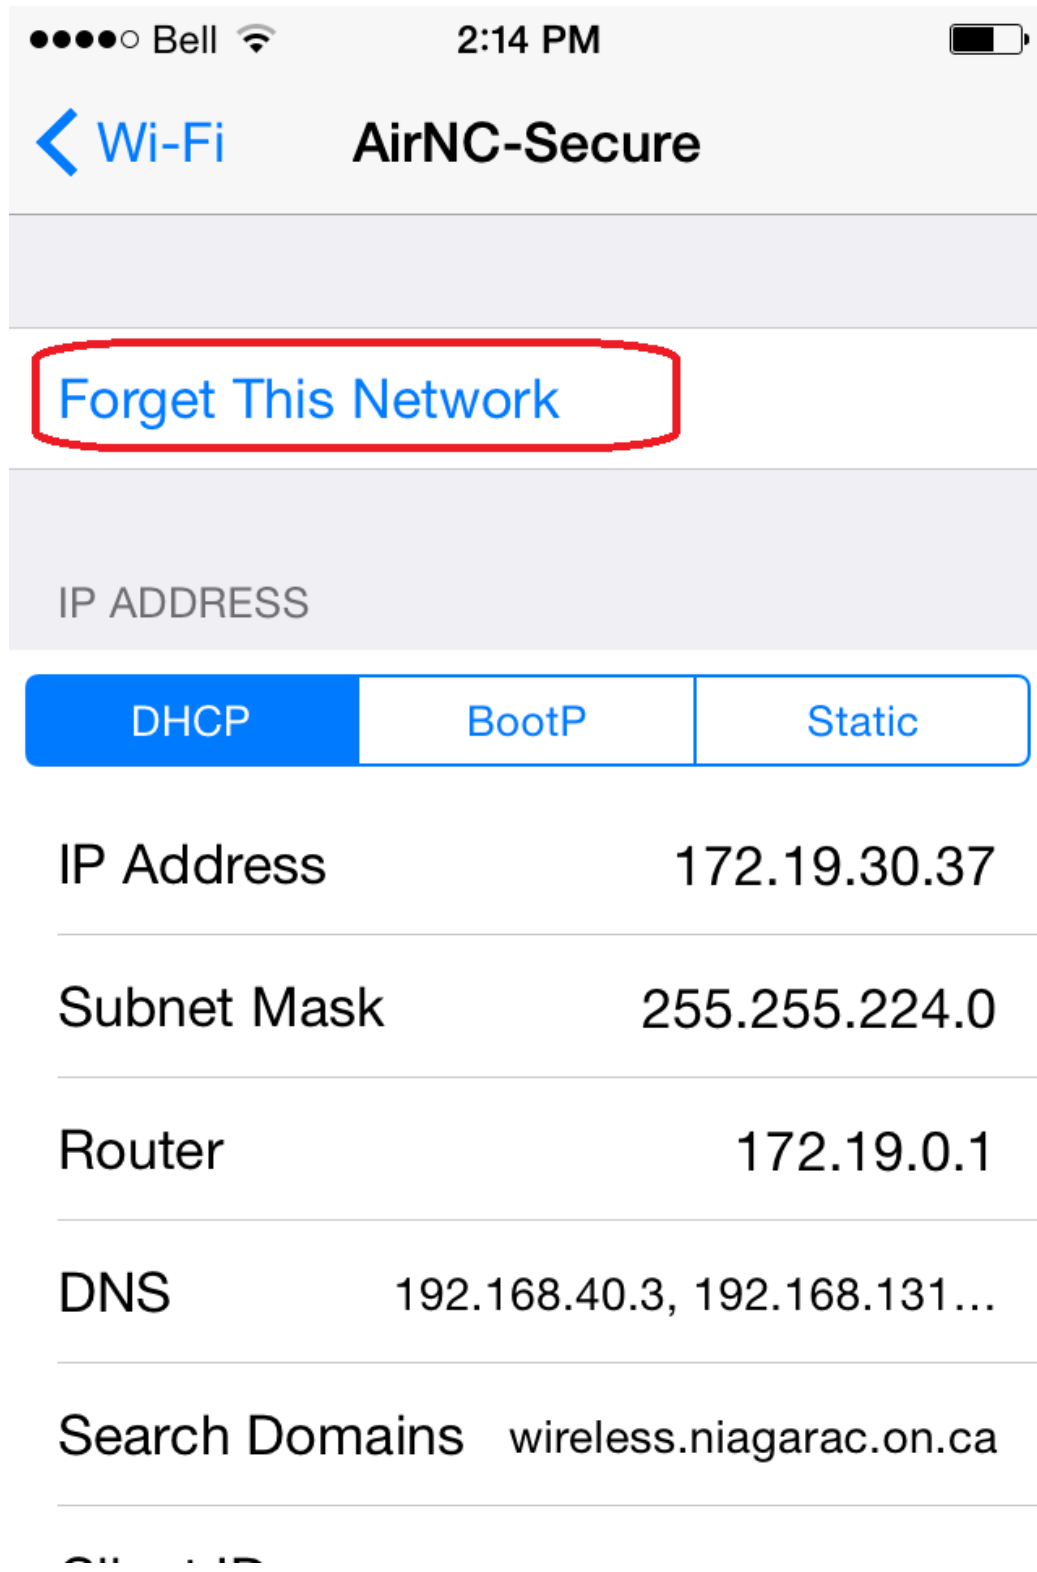 Bell 2:14 PM
Wi-Fi AirNC-Secure
Forget This Network
IP ADDRESS
DHCP BootP Static
IP Address 172.19.30.37
Subnet Mask 255.255.224.0
Router 172.19.0.1
DNS 192.168.40.3, 192.168.131...
Search Domains wireless.niagarac.on.ca